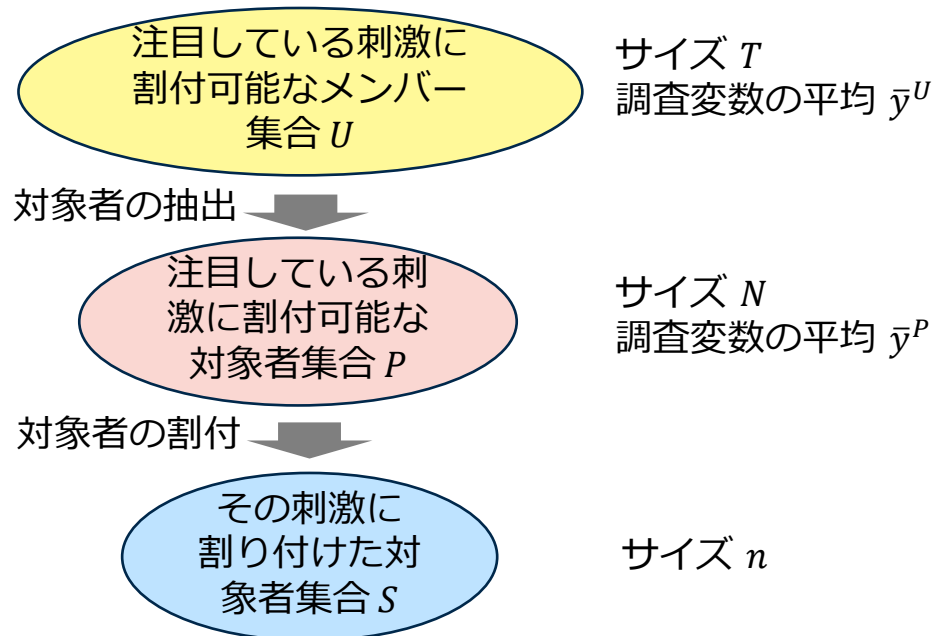 注目している刺激に
割付可能なメンバー
集合 U
サイズ T
調査変数の平均 ȳ^U
対象者の抽出
注目している刺
激に割付可能な
対象者集合 P
サイズ N
調査変数の平均 ȳ^P
対象者の割付
その刺激に
割り付けた対
象者集合 S
サイズ n